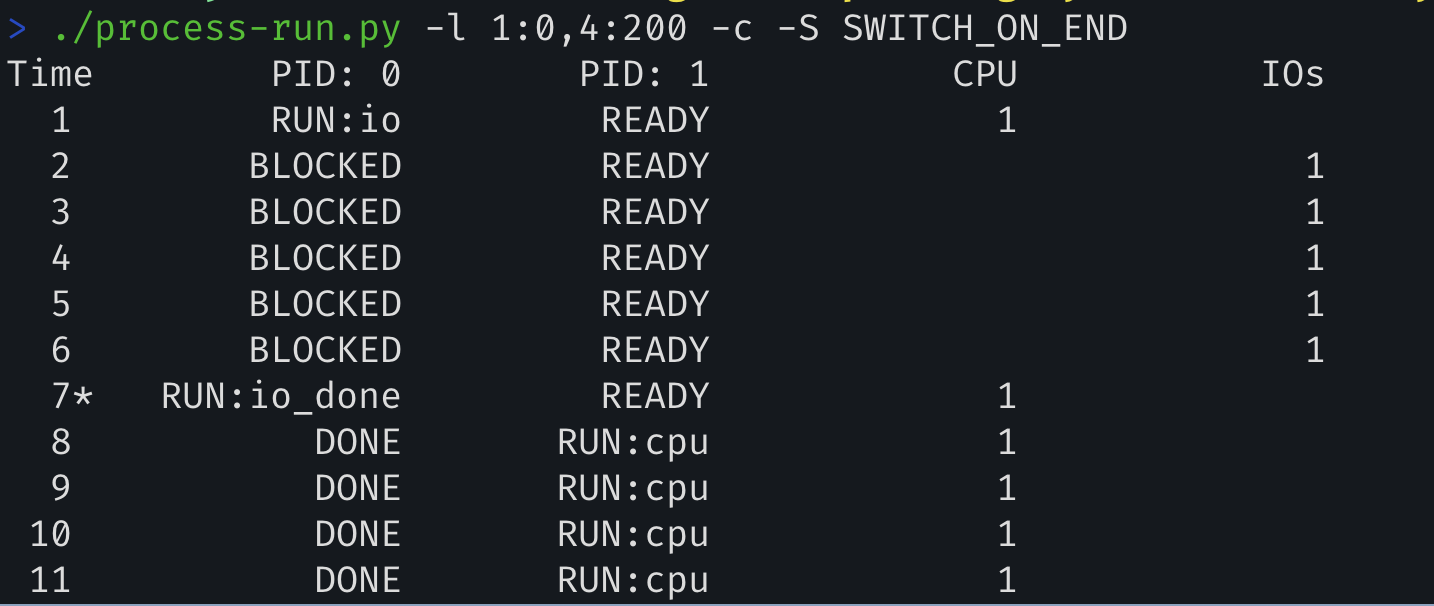 > ./process-run.py -l 1:0,4:200 -c -S SWITCH_ON_END
Time PID: 0 PID: 1 CPU IOs
1 RUN:io READY 1
2 BLOCKED READY 1
3 BLOCKED READY 1
4 BLOCKED READY 1
5 BLOCKED READY 1
6 BLOCKED READY 1
7* RUN:io_done READY 1
8 DONE RUN:cpu 1
9 DONE RUN:cpu 1
10 DONE RUN:cpu 1
11 DONE RUN:cpu 1